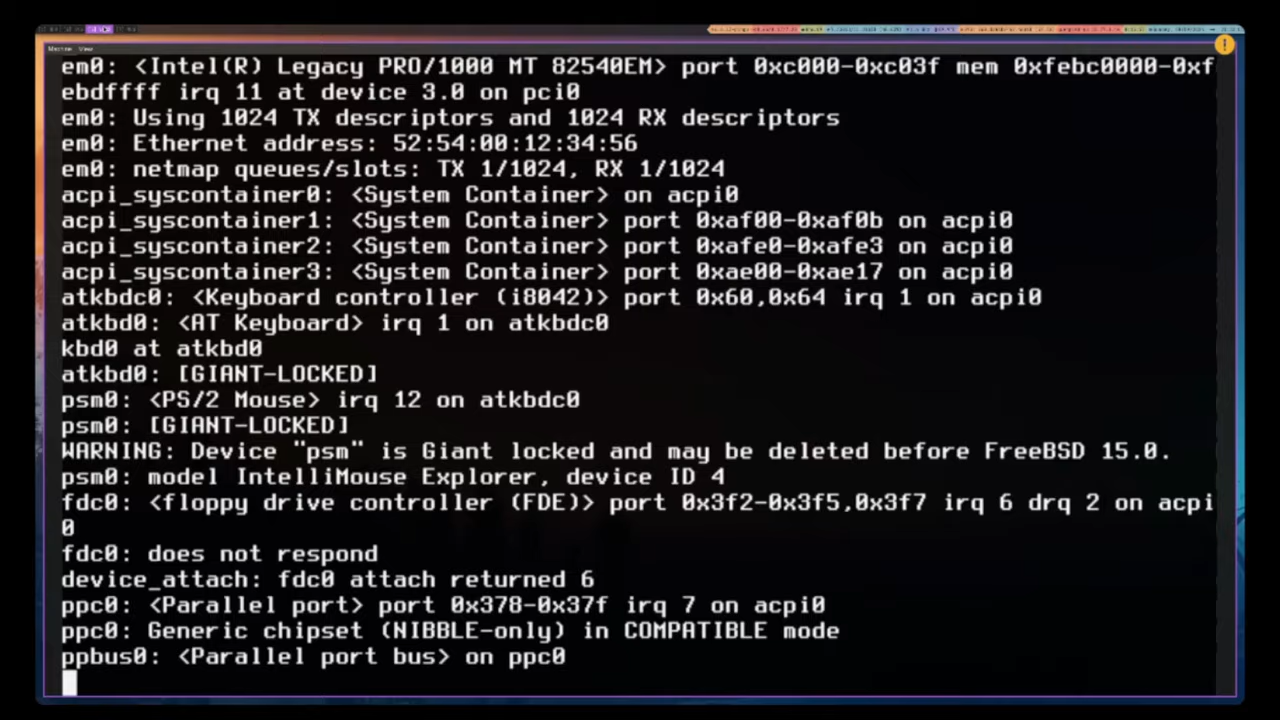 Machine View
em0: <Intel(R) Legacy PRO/1000 MT 82540EM> port 0xc000-0xc03f mem 0xfebc0000-0xf
ebdffff irq 11 at device 3.0 on pci0
em0: Using 1024 TX descriptors and 1024 RX descriptors
em0: Ethernet address: 52:54:00:12:34:56
em0: netmap queues/slots: TX 1/1024, RX 1/1024
acpi_syscontainer0: <System Container> on acpi0
acpi_syscontainer1: <System Container> port 0xaf00-0xaf0b on acpi0
acpi_syscontainer2: <System Container> port 0xafe0-0xafe3 on acpi0
acpi_syscontainer3: <System Container> port 0xae00-0xae17 on acpi0
atkbdc0: <Keyboard controller (i8042)> port 0x60,0x64 irq 1 on acpi0
atkbd0: <AT Keyboard> irq 1 on atkbdc0
kbd0 at atkbd0
atkbd0: [GIANT-LOCKED]
psm0: <PS/2 Mouse> irq 12 on atkbdc0
psm0: [GIANT-LOCKED]
WARNING: Device "psm" is Giant locked and may be deleted before FreeBSD 15.0.
psm0: model IntelliMouse Explorer, device ID 4
fdc0: <floppy drive controller (FDE)> port 0x3f2-0x3f5,0x3f7 irq 6 drq 2 on acpi
0
fdc0: does not respond
device_attach: fdc0 attach returned 6
ppc0: <Parallel port> port 0x378-0x37f irq 7 on acpi0
ppc0: Generic chipset (NIBBLE-only) in COMPATIBLE mode
ppbus0: <Parallel port bus> on ppc0